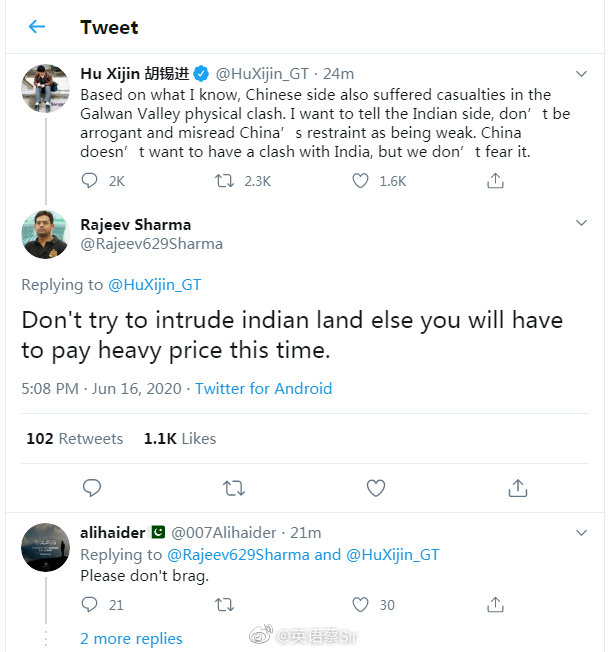 Tweet
Hu Xijin 胡锡进 @HuXijin_GT · 24m
Based on what I know, Chinese side also suffered casualties in the
Galwan Valley physical clash. I want to tell the Indian side, don't be
arrogant and misread China's restraint as being weak. China
doesn't want to have a clash with India, but we don't fear it.
2K 2.3K 1.6K
Rajeev Sharma
@Rajeev629Sharma
Replying to @HuXijin_GT
Don't try to intrude indian land else you will have
to pay heavy price this time.
5:08 PM · Jun 16, 2020 · Twitter for Android
102 Retweets 1.1K Likes
alihaider @007Alihaider · 21m
Replying to @Rajeev629Sharma and @HuXijin_GT
Please don't brag.
21 30
2 more replies
@英语蔡Sir